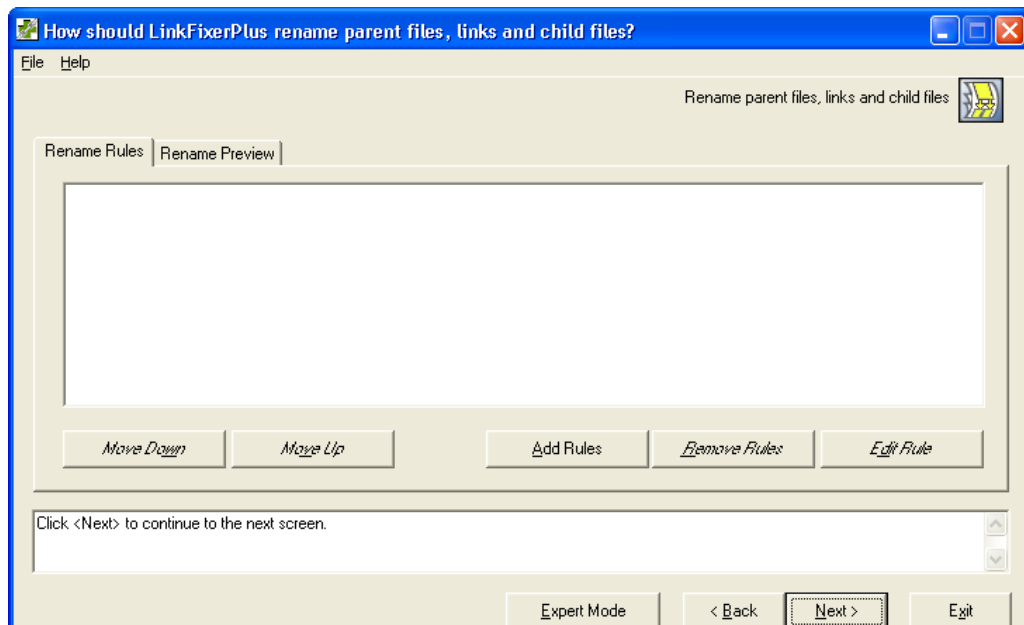 How should LinkFixerPlus rename parent files, links and child files?
File Help
Rename parent files, links and child files
Rename Rules Rename Preview
Move Down Move Up Add Rules Remove Rules Edit Rule
Click <Next> to continue to the next screen.
Expert Mode < Back Next > Exit